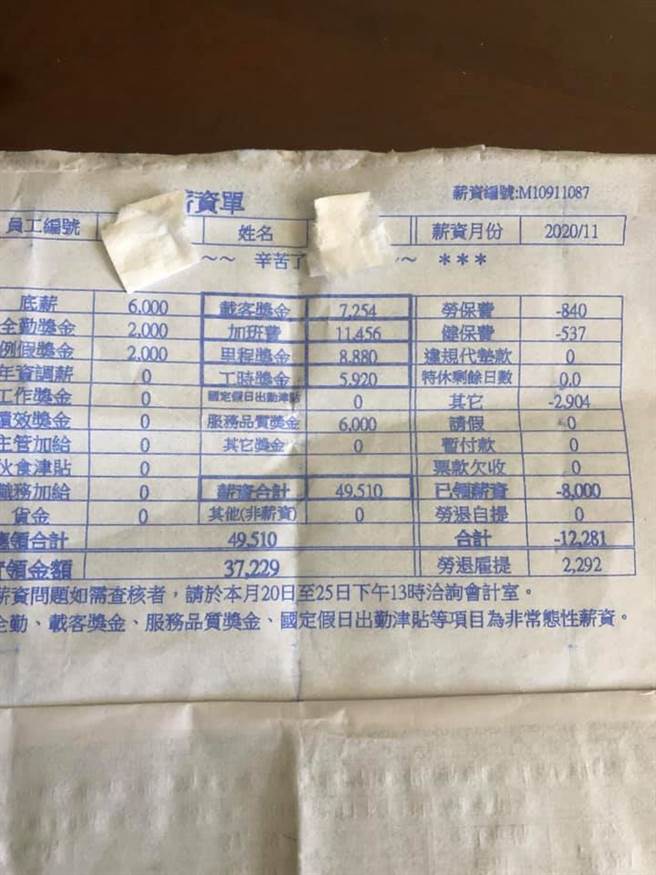 薪資單 薪資編號:M10911087
員工編號 姓名 薪資月份 2020/11
~~ 辛苦了 ~ ***
底薪 6,000 載客獎金 7,254 勞保費 -840
全勤獎金 2,000 加班費 11,456 健保費 -537
例假獎金 2,000 里程獎金 8,880 違規代墊款 0
年資調薪 0 工時獎金 5,920 特休剩餘日數 0.0
工作獎金 0 國定假日出勤津貼 0 其它 -2,904
績效獎金 0 服務品質獎金 6,000 請假 -0
主管加給 0 其它獎金 0 暫付款 0
伙食津貼 0 票款欠收 0
職務加給 0 薪資合計 49,510 已領薪資 -8,000
貨金 0 其他(非薪資) 0 勞退自提 0
應領合計 49,510 合計 -12,281
實領金額 37,229 勞退雇提 2,292
薪資問題如需查核者，請於本月20日至25日下午13時洽詢會計室。
全勤、載客獎金、服務品質獎金、國定假日出勤津貼等項目為非常態性薪資。